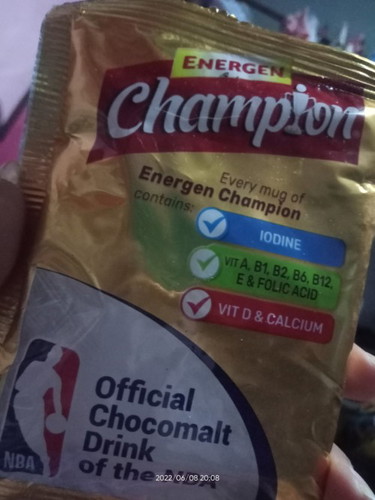 ENERGEN
Champion
Every mug of
Energen Champion
contains:
IODINE
VIT A, B1, B2, B6, B12,
E & FOLIC ACID
VIT D & CALCIUM
Official
Chocomalt
Drink
of the NBA
NBA
2022/06/08 20:08